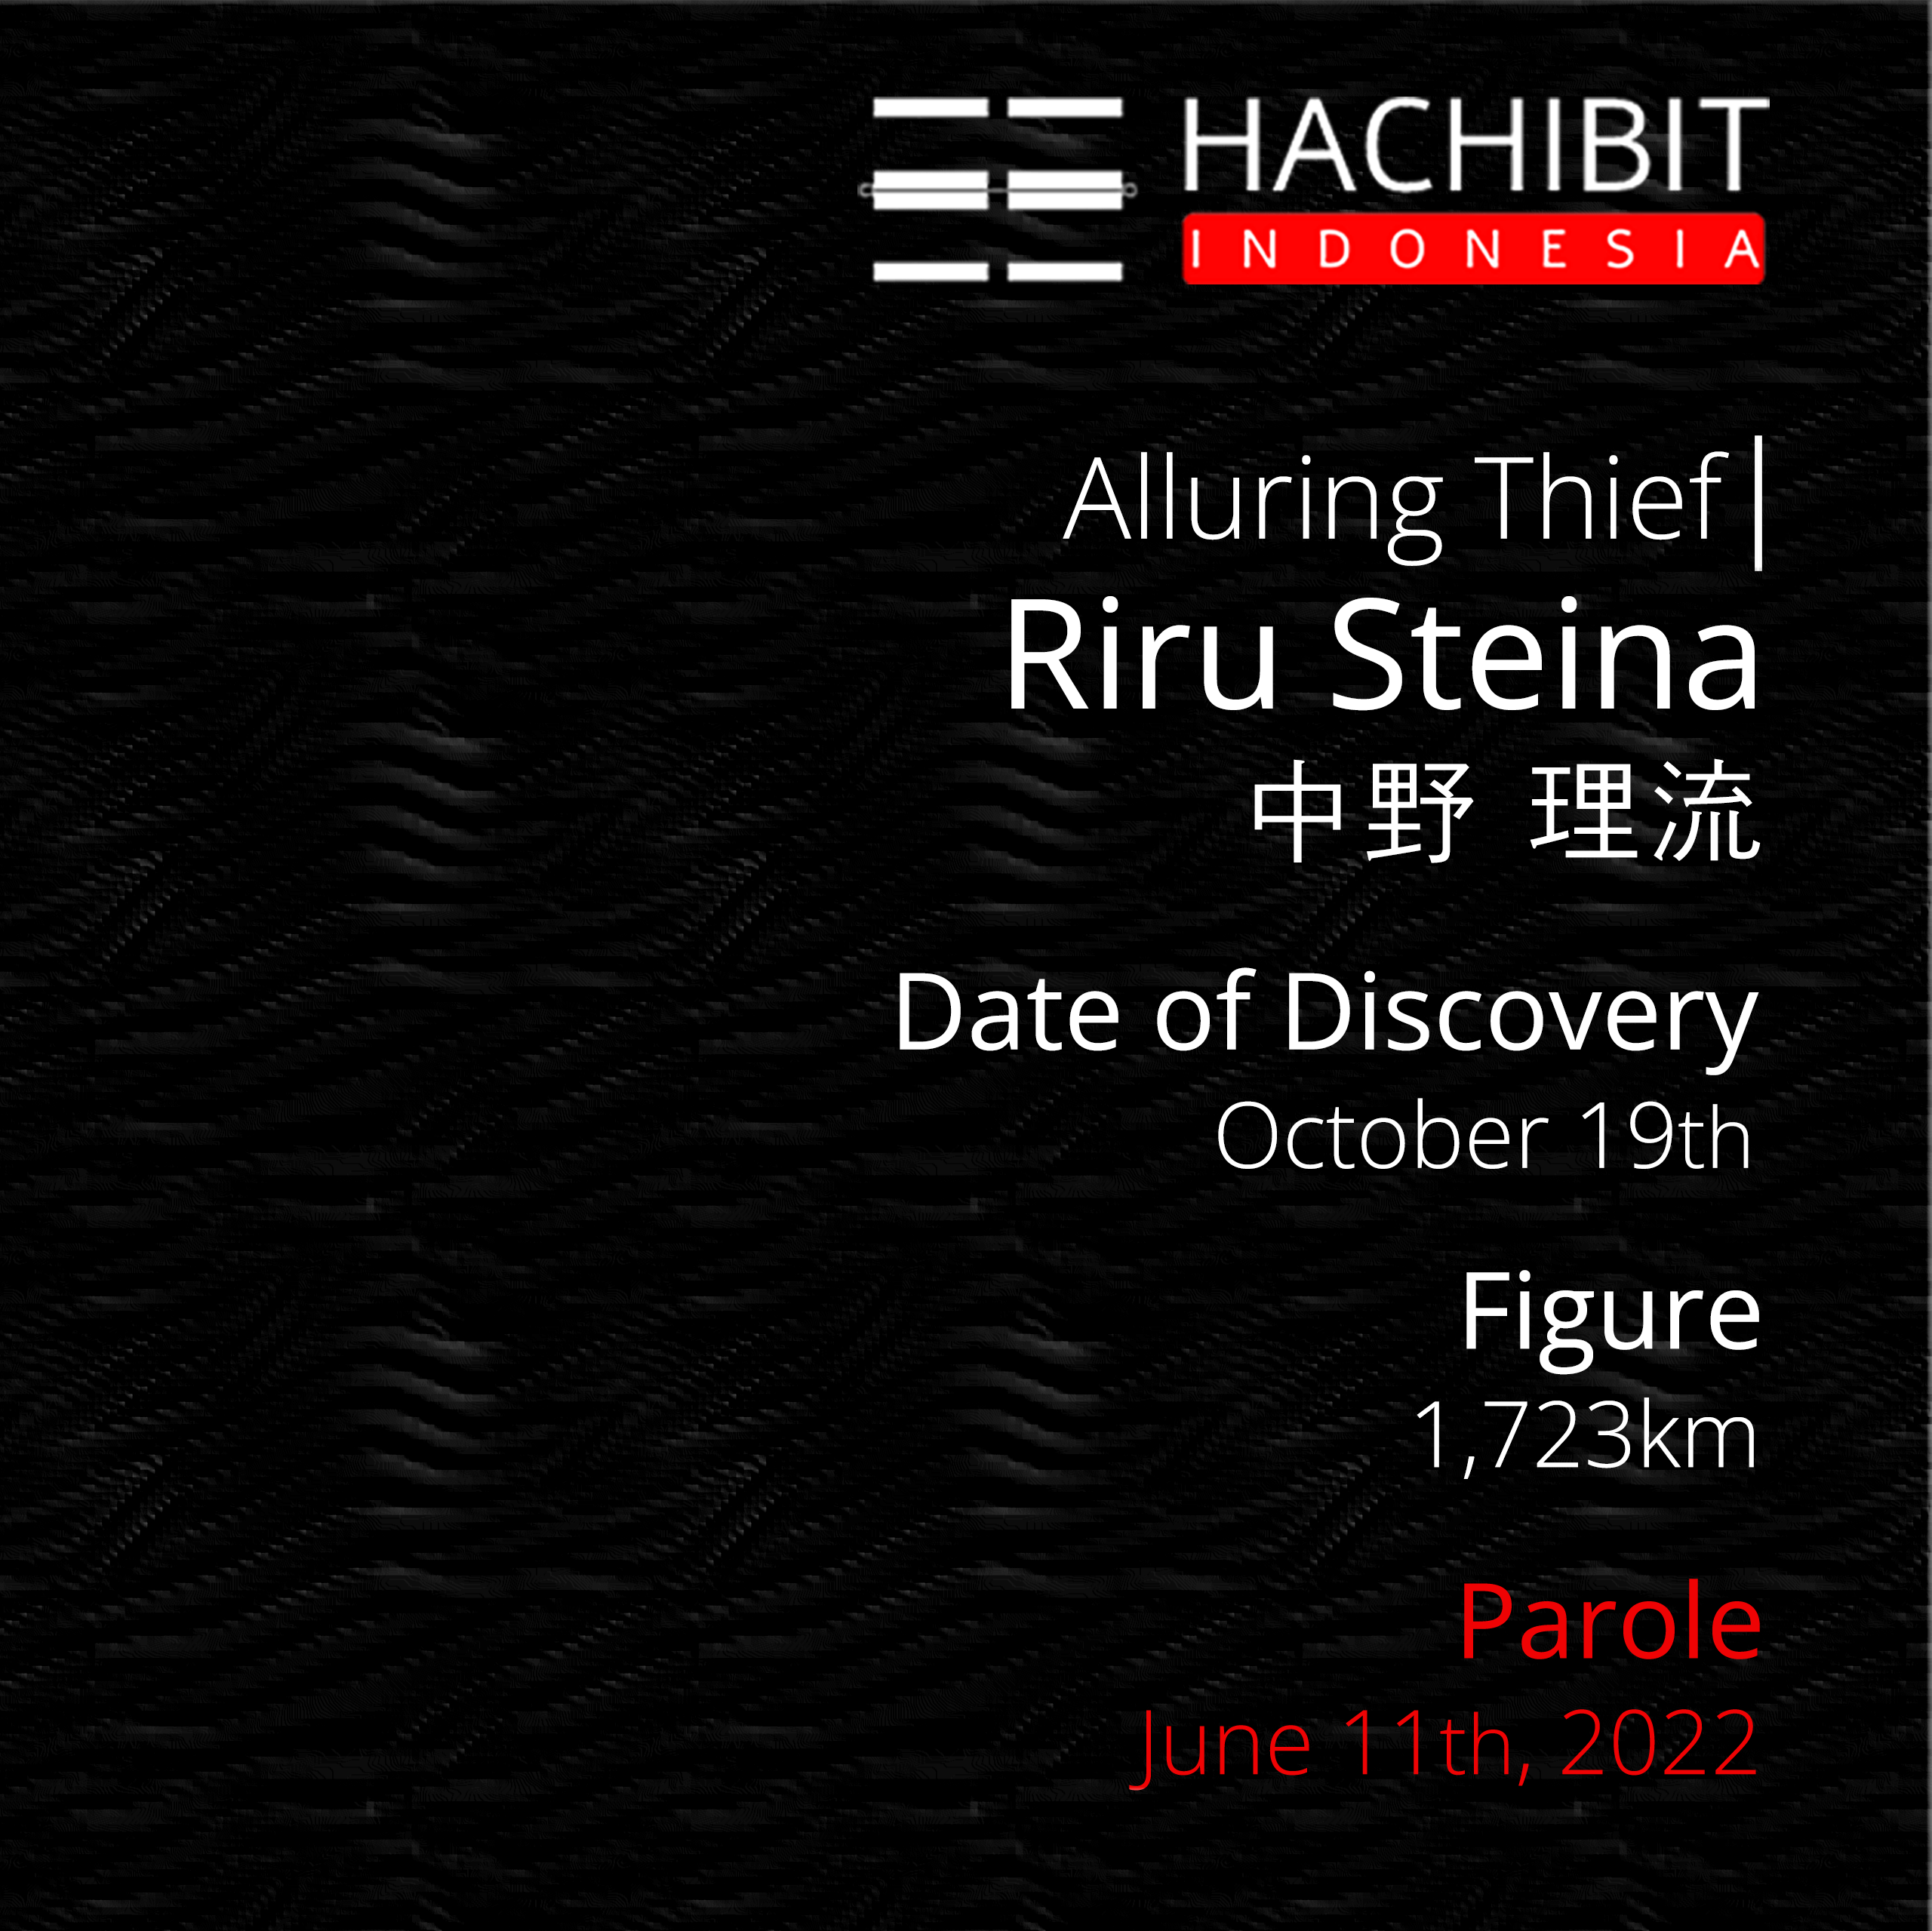 HACHIBIT
INDONESIA
Alluring Thief|
Riru Steina
中野 理流
Date of Discovery
October 19th
Figure
1,723km
Parole
June 11th, 2022